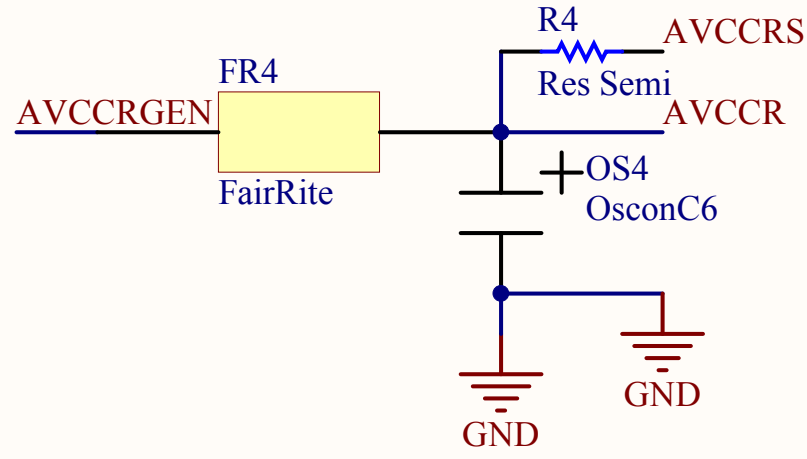 R4
AVCCRS
FR4
Res Semi
AVCCRGEN
AVCCR
OS4
FairRite
OsconC6
GND
GND